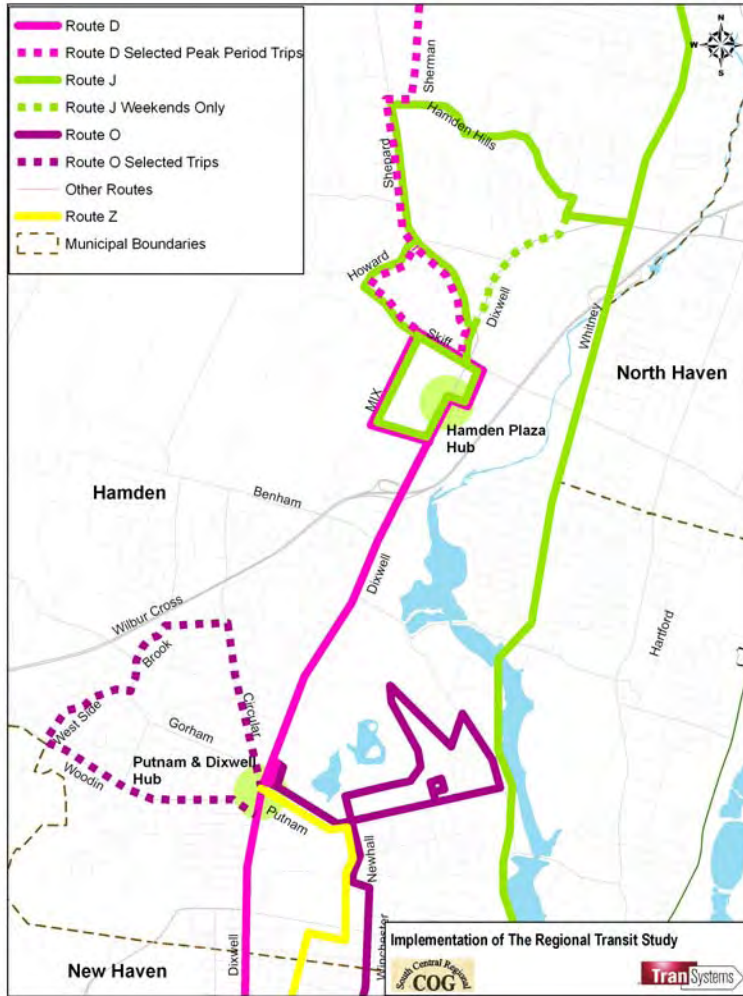 Route D
Route D Selected Peak Period Trips
Route J
Route J Weekends Only
Route O
Route O Selected Trips
Other Routes
Route Z
Municipal Boundaries
N
W
E
S
Sherman
Hamden Hills
Shepard
Howard
Dixwell
Skiff
Whitney
North Haven
MIX
Hamden Plaza
Hub
Hamden
Benham
Dixwell
Wilbur Cross
Hartford
Brook
West Side
Circular
Gorham
Putnam & Dixwell
Hub
Woodin
Putnam
Newhall
Dixwell
Winchester
New Haven
Implementation of The Regional Transit Study
South Central Regional
COG
TranSystems